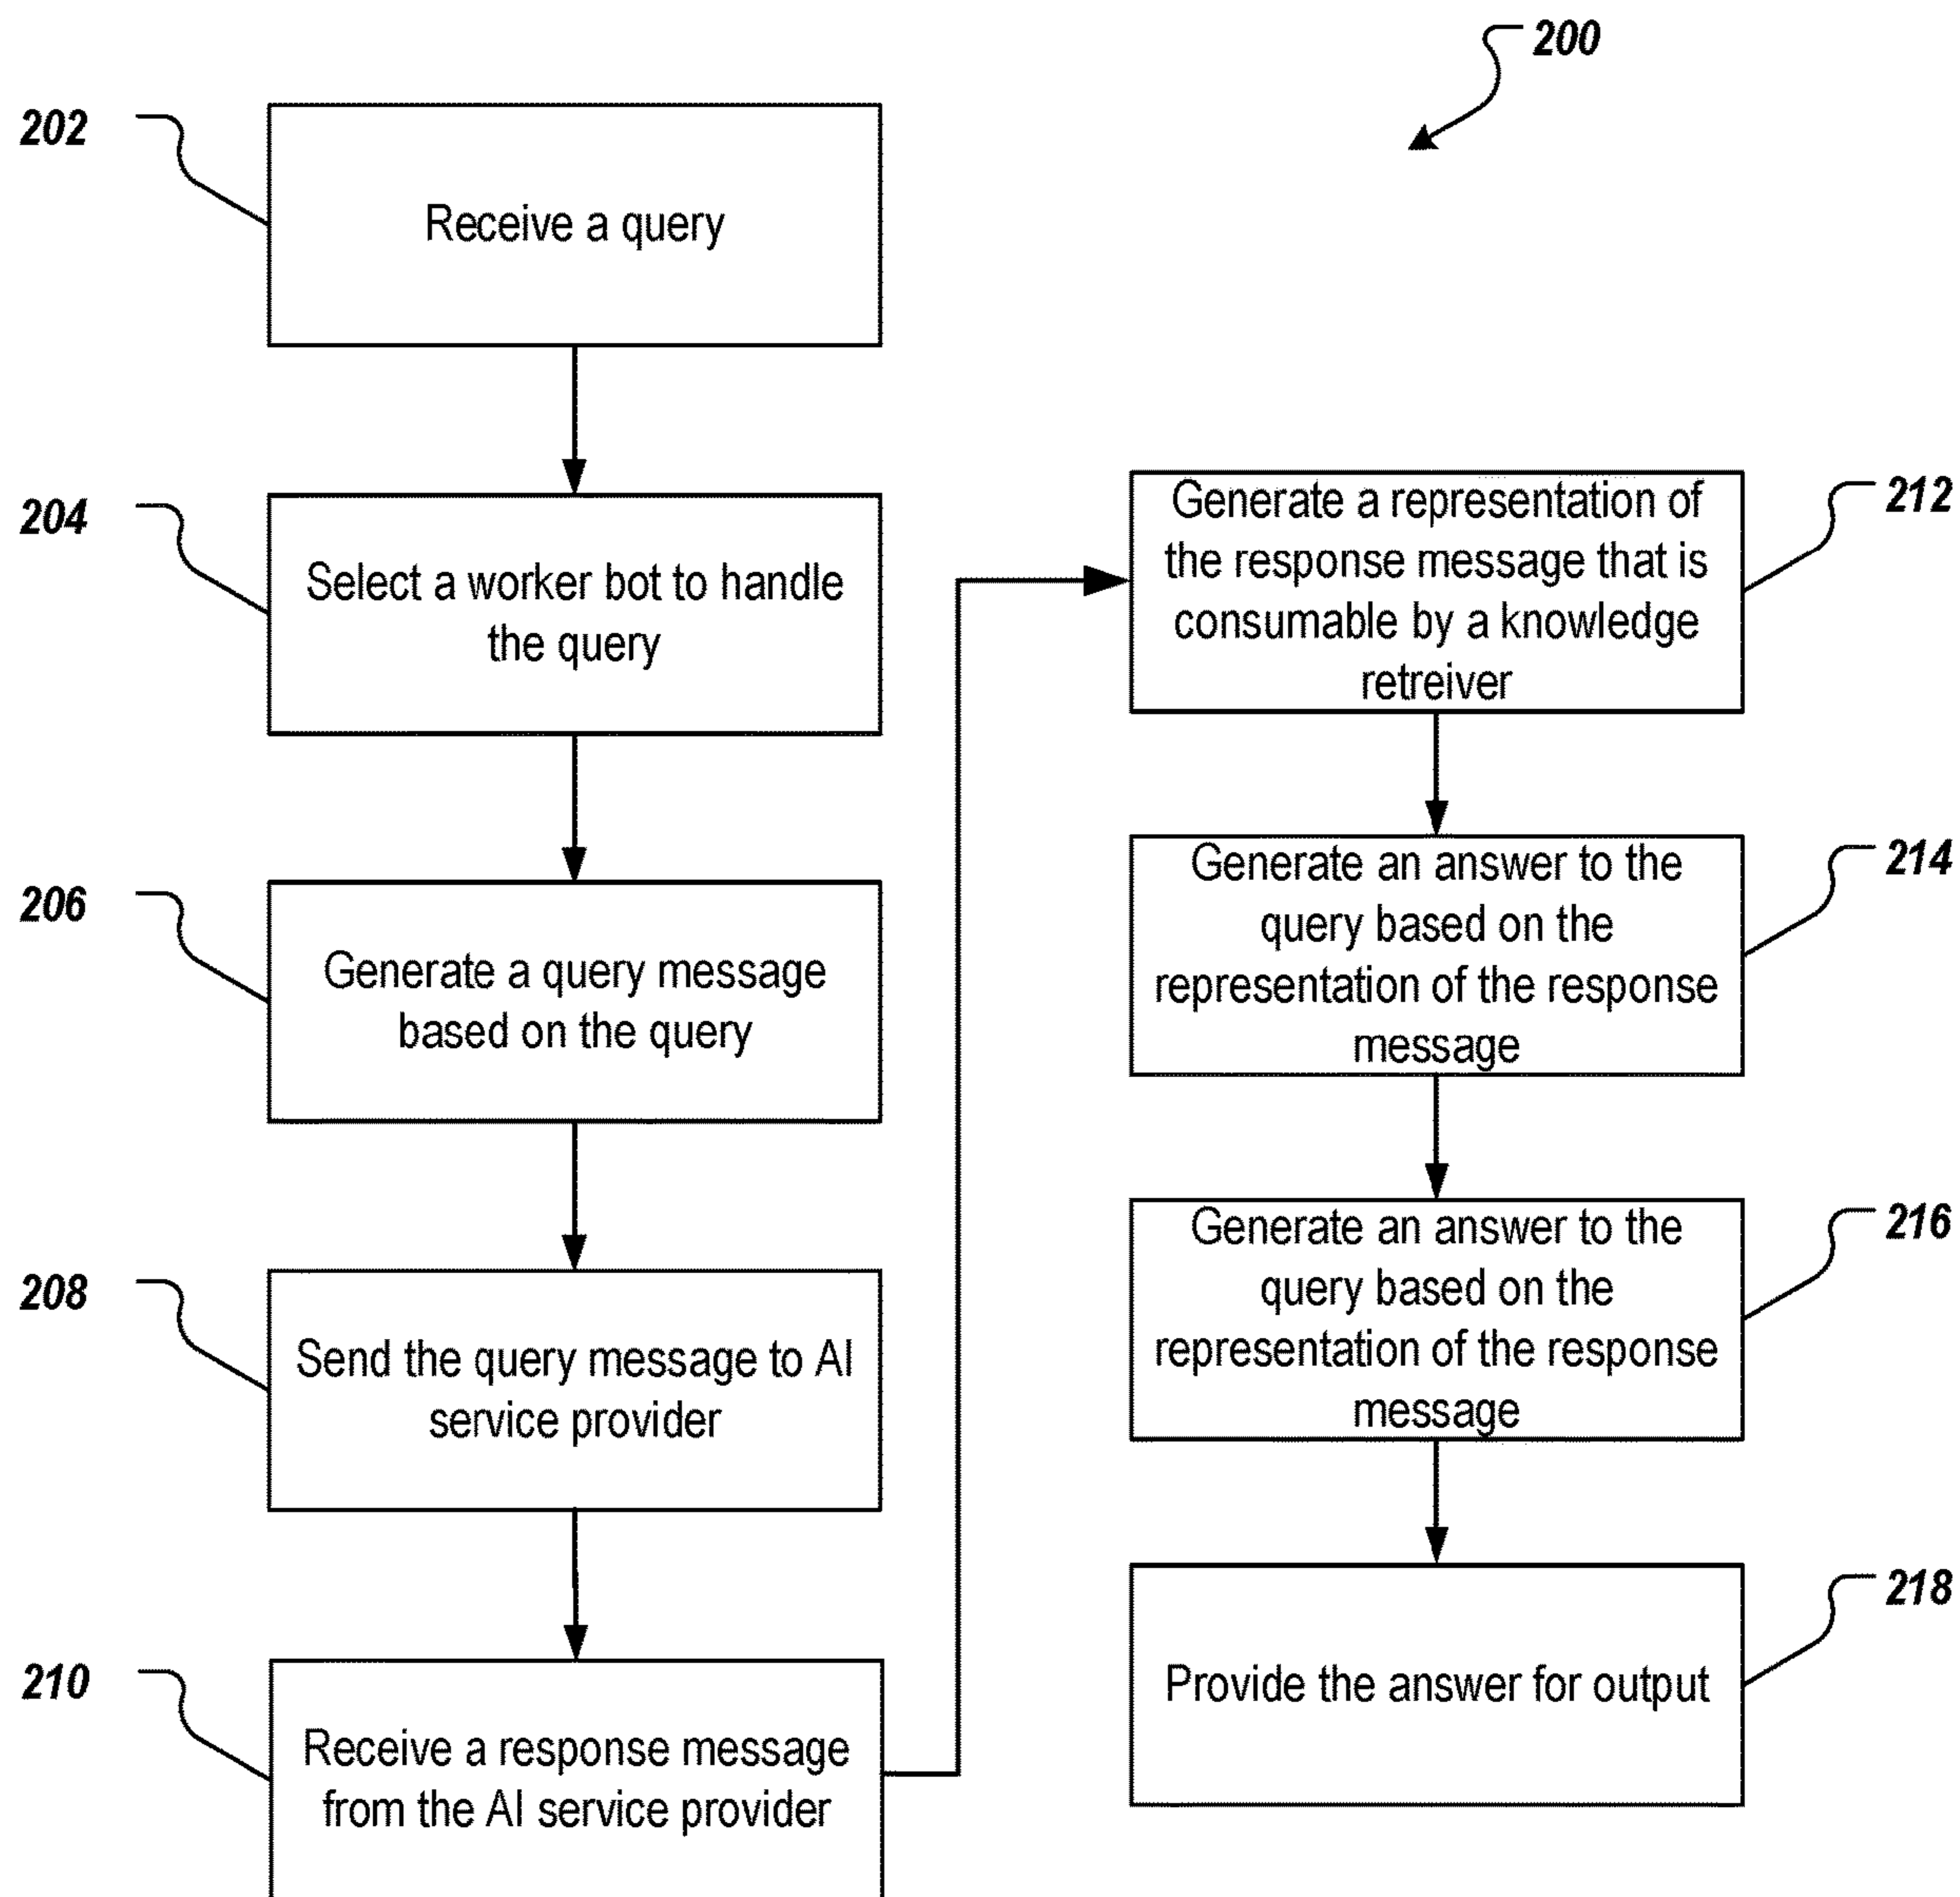 200
202
Receive a query
204
Select a worker bot to handle
the query
206
Generate a query message
based on the query
208
Send the query message to AI
service provider
210
Receive a response message
from the AI service provider
212
Generate a representation of
the response message that is
consumable by a knowledge
retreiver
214
Generate an answer to the
query based on the
representation of the response
message
216
Generate an answer to the
query based on the
representation of the response
message
218
Provide the answer for output